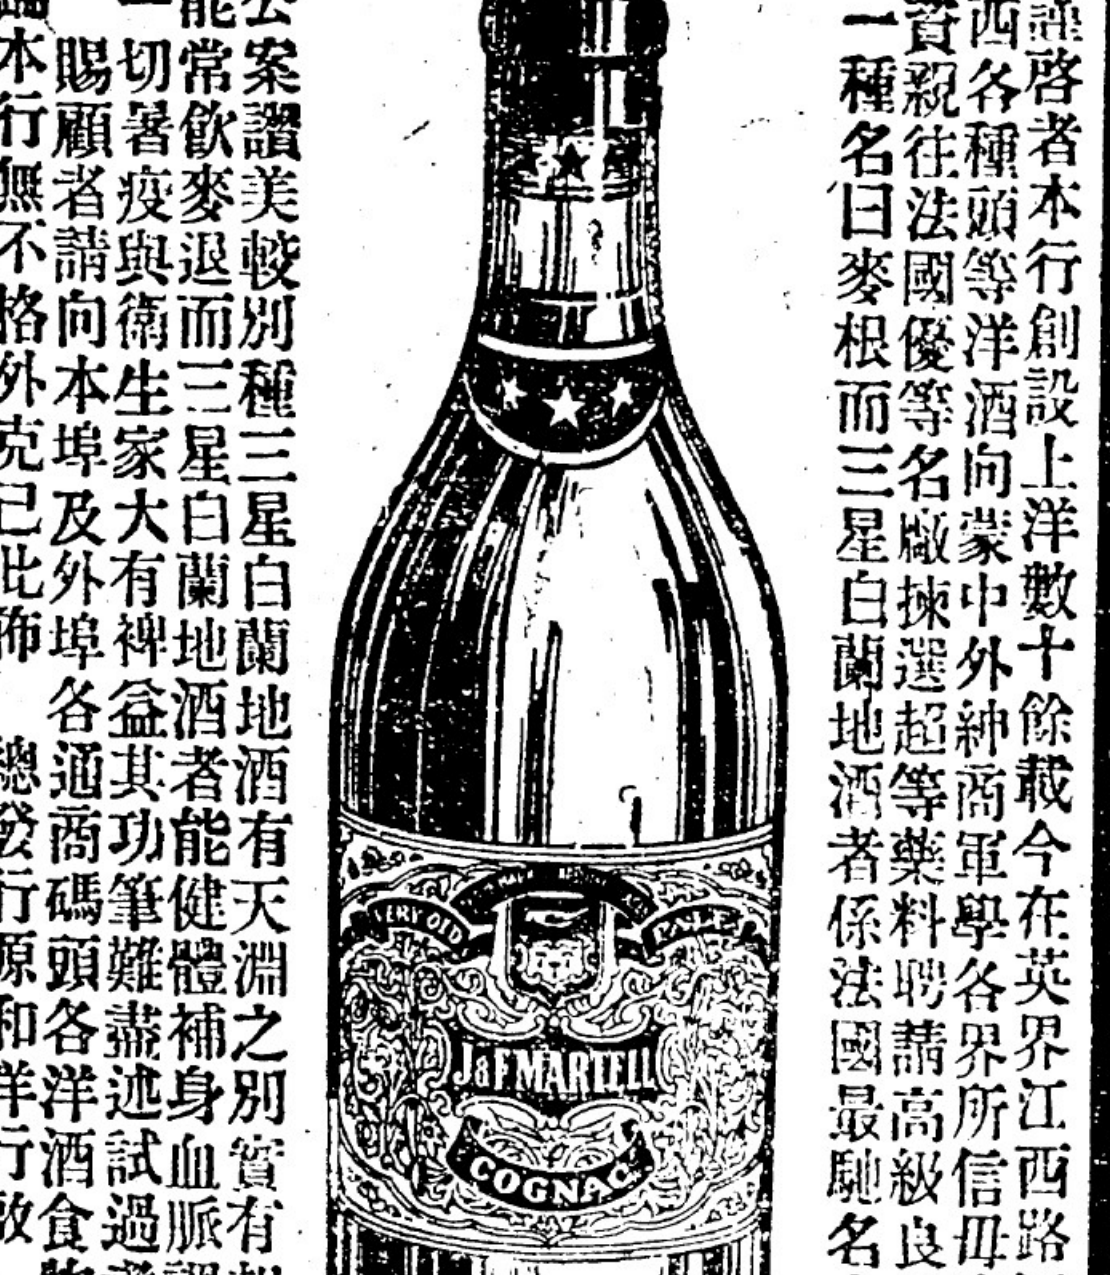 謹啓者本行創設上洋數十餘載今在英界江西路
西各種頭等洋酒向蒙中外紳商軍學各界所信毋
資親往法國優等名廠揀選超等藥料聘請高級良
一種名曰麥根而三星白蘭地酒者係法國最馳名
VERY OLD
J&F MARTELL
COGNAC
公案讚美較別種三星白蘭地酒有天淵之別實有
能常飲麥退而三星白蘭地酒者能健體補身血脈
一切暑疫與衛生家大有裨益其功筆難盡述試過
賜顧者請向本埠及外埠各通商碼頭各洋酒食
臨本行無不格外克己此佈 總發行原和洋行啟